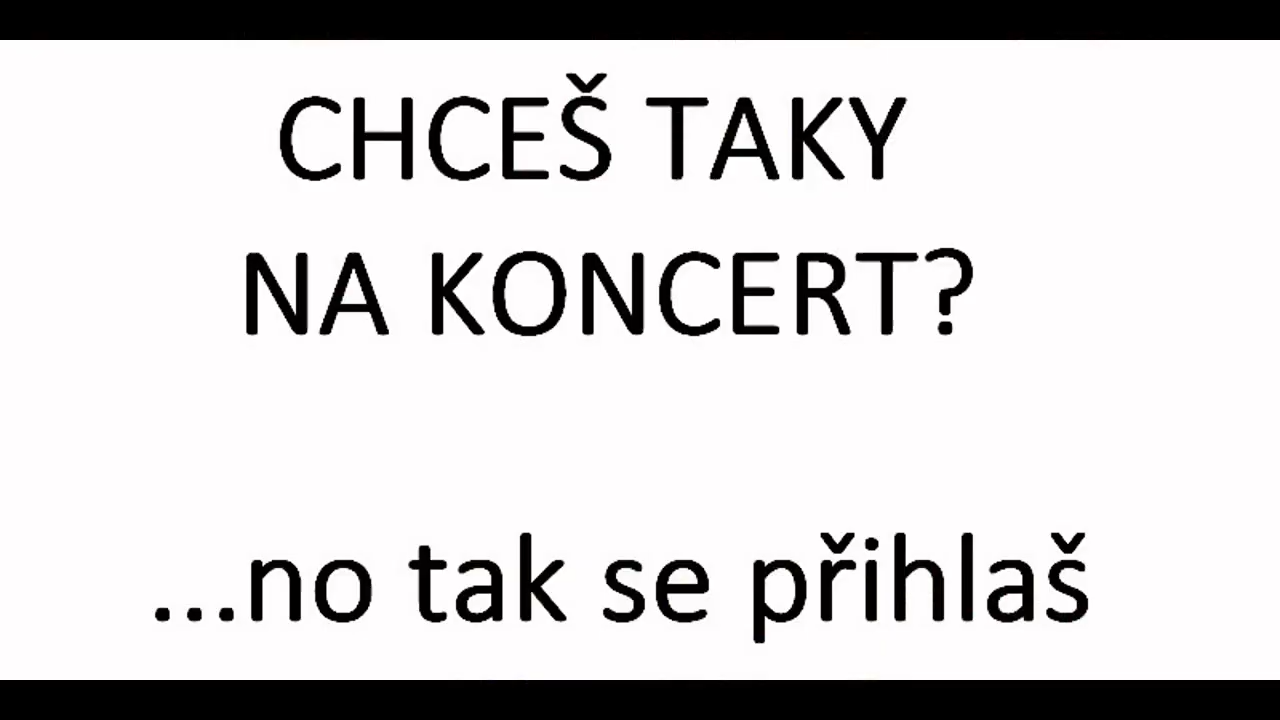 CHCEŠ TAKY
NA KONCERT?
...no tak se přihlaš